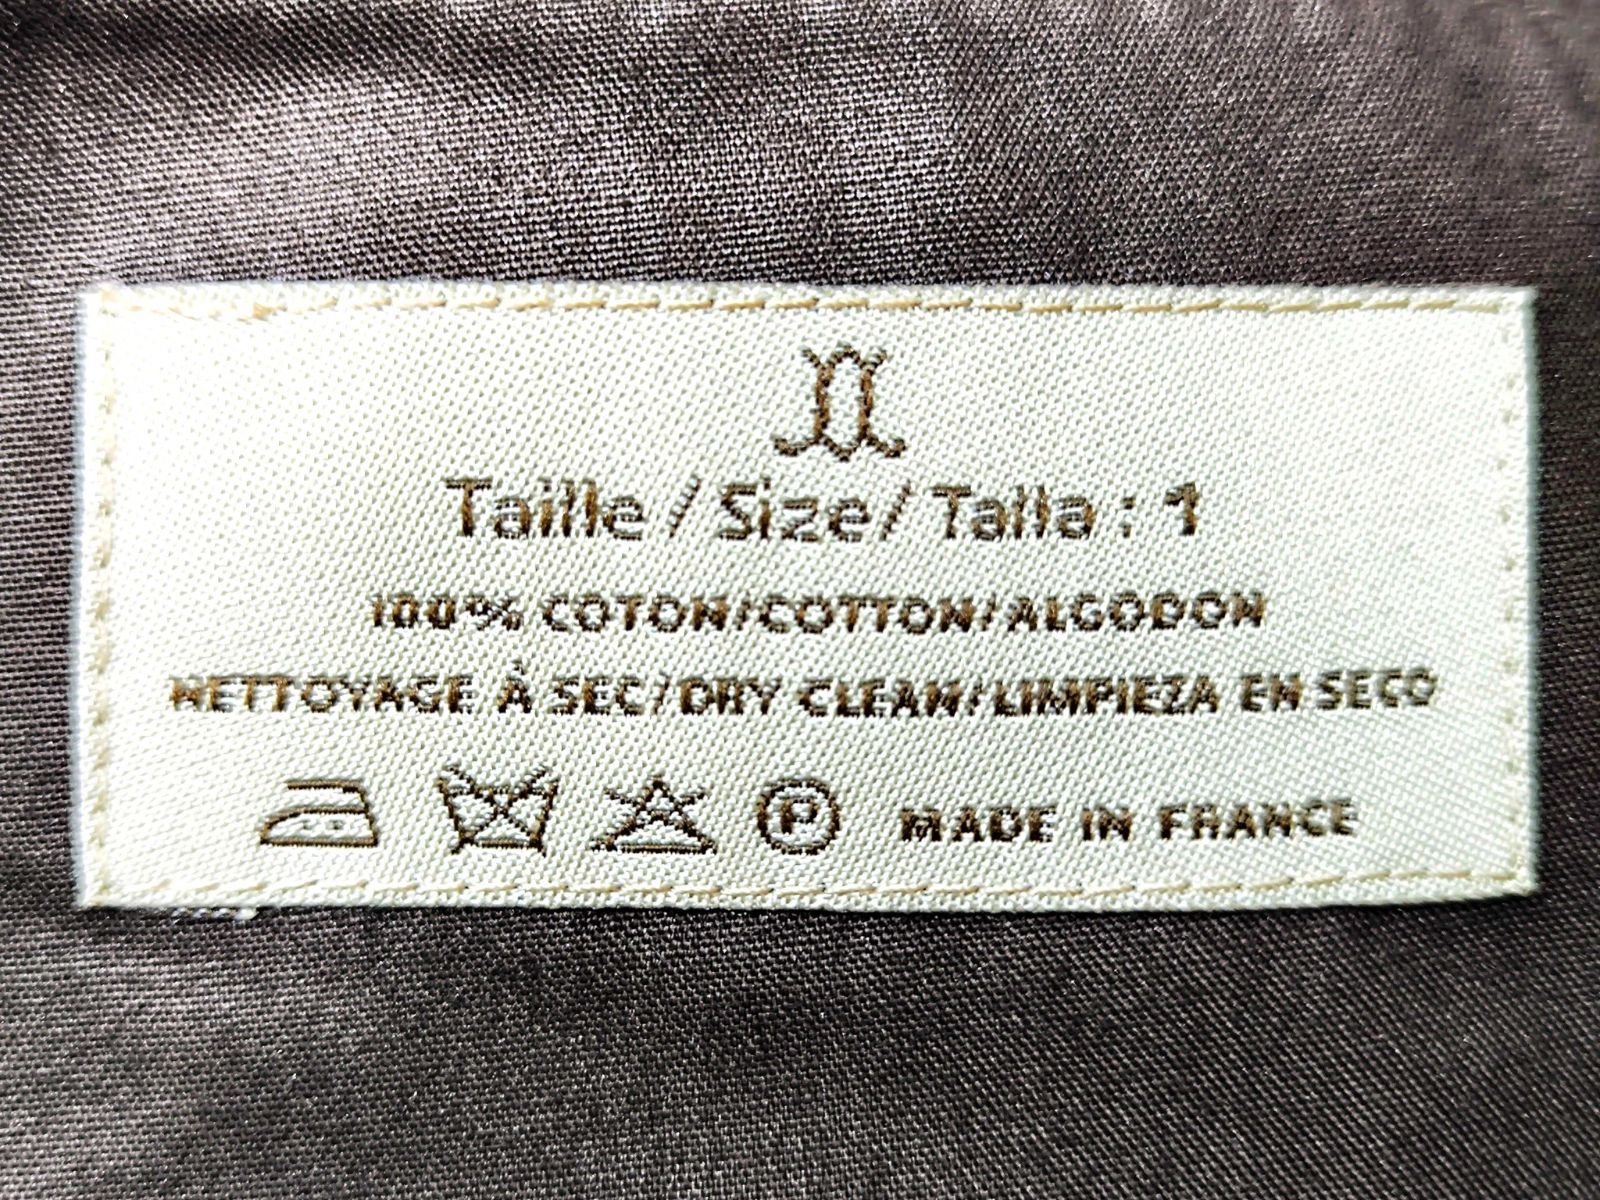 Taille / Size / Talla : 1
100% COTON/COTTON/ALGODON
NETTOYAGE À SEC/DRY CLEAN/LIMPIEZA EN SECO
P MADE IN FRANCE